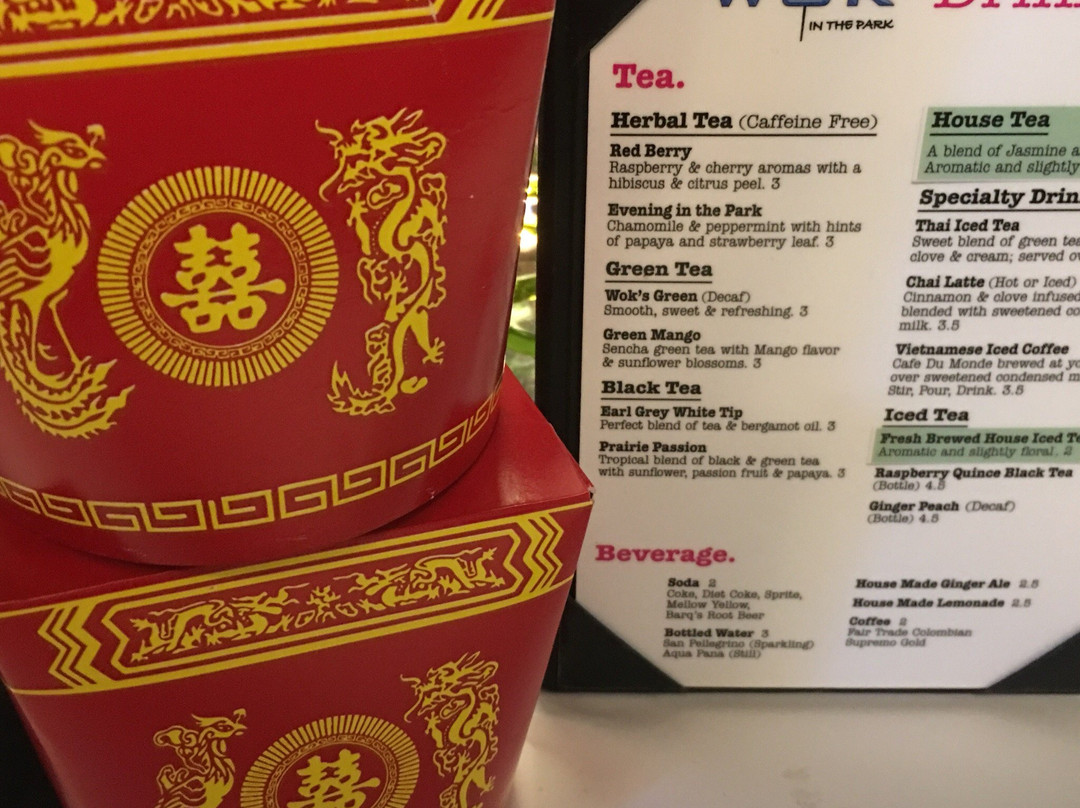 囍
囍
WOK
IN THE PARK
Tea.
Herbal Tea (Caffeine Free)
Red Berry
Raspberry & cherry aromas with a
hibiscus & citrus peel. 3
Evening in the Park
Chamomile & peppermint with hints
of papaya and strawberry leaf. 3
Green Tea
Wok's Green (Decaf)
Smooth, sweet & refreshing. 3
Green Mango
Sencha green tea with Mango flavor
& sunflower blossoms. 3
Black Tea
Earl Grey White Tip
Perfect blend of tea & bergamot oil. 3
Prairie Passion
Tropical blend of black & green tea
with sunflower, passion fruit & papaya. 3
House Tea
A blend of Jasmine
Aromatic and slightly
Specialty
Thai Iced Tea
Sweet blend of green
clove & cream; served
Chai Latte (Hot or Iced)
Cinnamon & clove infused
blended with sweetened
milk. 3.5
Vietnamese Iced Coffee
Cafe Du Monde brewed at
over sweetened condensed
Stir, Pour, Drink. 3.5
Iced Tea
Fresh Brewed House Iced
Aromatic and slightly floral. 2
Raspberry Quince Black Tea
(Bottle) 4.5
Ginger Peach (Decaf)
(Bottle) 4.5
Beverage.
Soda 2
Coke, Diet Coke, Sprite,
Mellow Yellow,
Barq's Root Beer
Bottled Water 3
San Pellegrino (Sparkling)
Aqua Pana (Still)
House Made Ginger Ale 2.5
House Made Lemonade 2.5
Coffee 2
Fair Trade Colombian
Supremo Gold